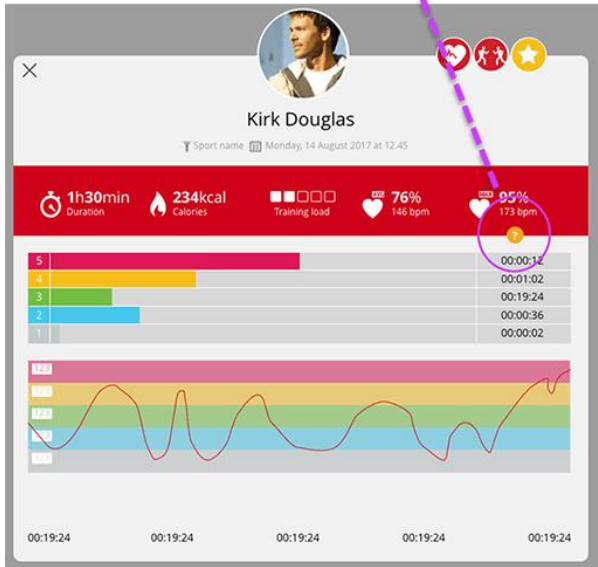 Kirk Douglas
Sport name Monday, 14 August 2017 at 12.45
1h30min
Duration
234kcal
Calories
Training load
AVG
76%
146 bpm
MAX
95%
173 bpm
?
5 00:00:12
4 00:01:02
3 00:19:24
2 00:00:36
1 00:00:02
123
123
123
123
123
00:19:24 00:19:24 00:19:24 00:19:24 00:19:24